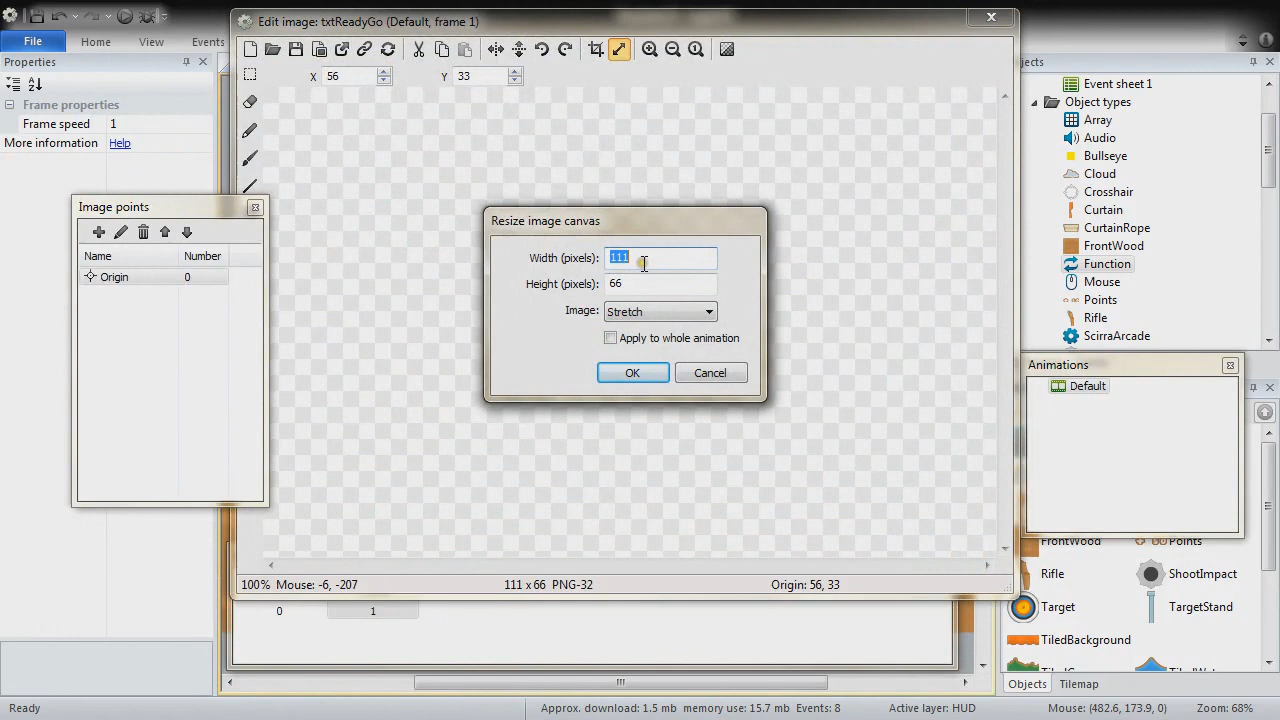 Edit image: txtReadyGo (Default, frame 1)
File
Home
View
Events
Properties
Frame properties
Frame speed 1
More information Help
X 56 Y 33
Image points
Name Number
Origin 0
Resize image canvas
Width (pixels): 111
Height (pixels): 66
Image: Stretch
Apply to whole animation
OK Cancel
100% Mouse: -6, -207 111 x 66 PNG-32 Origin: 56, 33
0 1
Event sheet 1
Object types
Array
Audio
Bullseye
Cloud
Crosshair
Curtain
CurtainRope
FrontWood
Function
Mouse
Points
Rifle
ScirraArcade
Animations
Default
FrontWood Points
Rifle ShootImpact
Target TargetStand
TiledBackground
Objects Tilemap
Ready Approx. download: 1.5 mb memory use: 15.7 mb Events: 8 Active layer: HUD Mouse: (482.6, 173.9, 0) Zoom: 68%